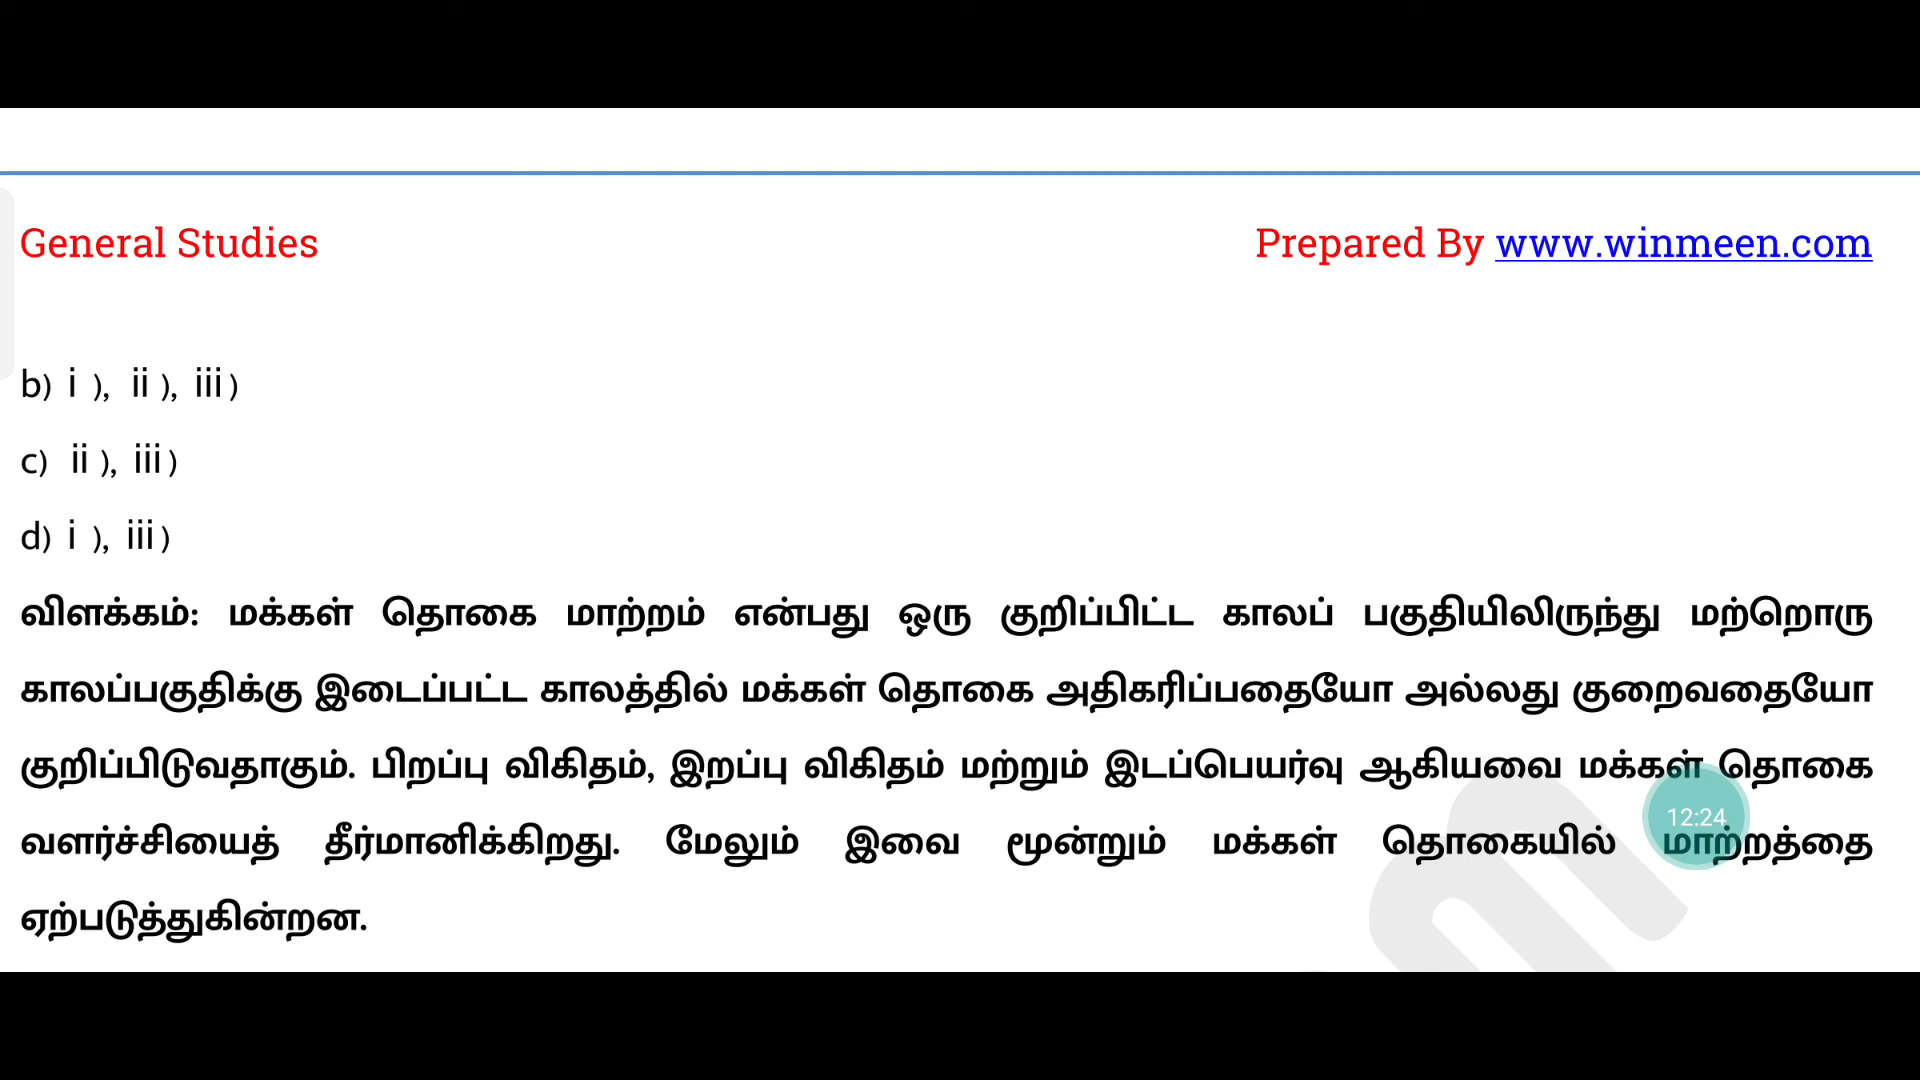 General Studies Prepared By www.winmeen.com
b) i ), ii ), iii )
c) ii ), iii )
d) i ), iii )
விளக்கம்: மக்கள் தொகை மாற்றம் என்பது ஒரு குறிப்பிட்ட காலப் பகுதியிலிருந்து மற்றொரு
காலப்பகுதிக்கு இடைப்பட்ட காலத்தில் மக்கள் தொகை அதிகரிப்பதையோ அல்லது குறைவதையோ
குறிப்பிடுவதாகும். பிறப்பு விகிதம், இறப்பு விகிதம் மற்றும் இடப்பெயர்வு ஆகியவை மக்கள் தொகை
12:24
வளர்ச்சியைத் தீர்மானிக்கிறது. மேலும் இவை மூன்றும் மக்கள் தொகையில் மாற்றத்தை
ஏற்படுத்துகின்றன.